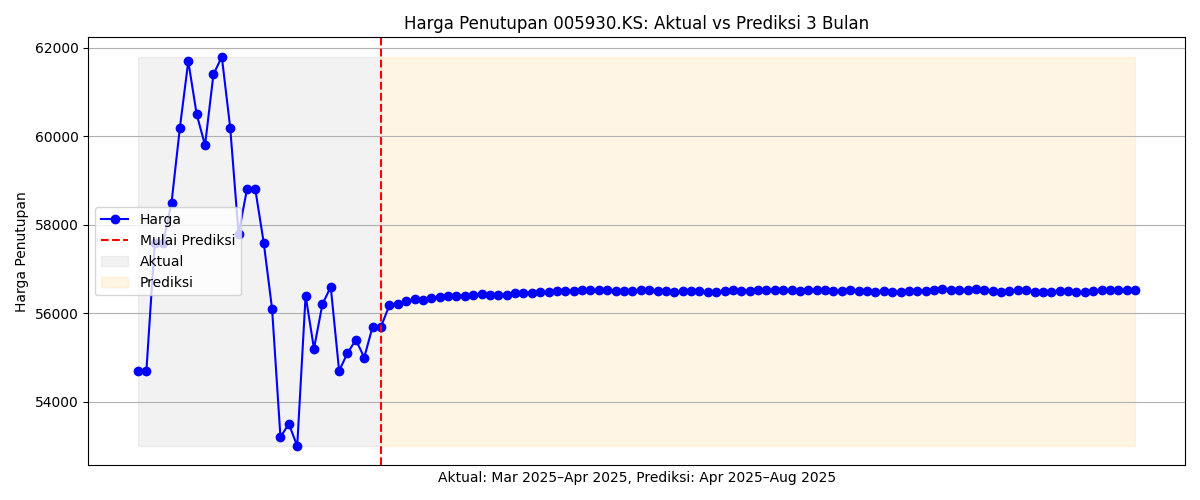 Harga Penutupan 005930.KS: Aktual vs Prediksi 3 Bulan
62000
60000
58000
56000
54000
Harga Penutupan
Harga
Mulai Prediksi
Aktual
Prediksi
Aktual: Mar 2025–Apr 2025, Prediksi: Apr 2025–Aug 2025